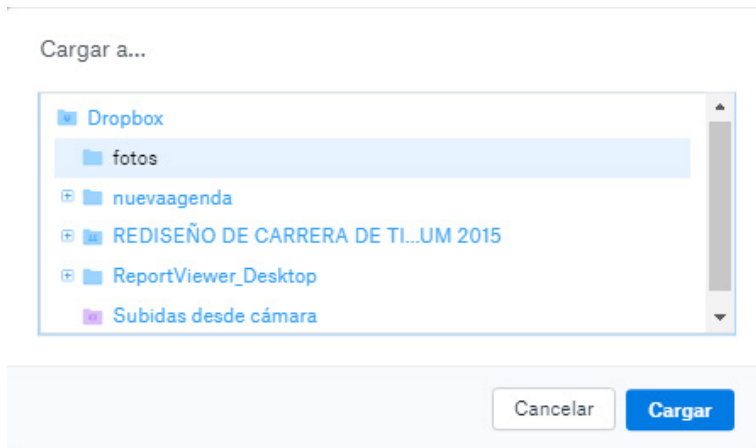 Cargar a...
Dropbox
fotos
nuevaagenda
REDISEÑO DE CARRERA DE TI...UM 2015
ReportViewer_Desktop
Subidas desde cámara
Cancelar Cargar